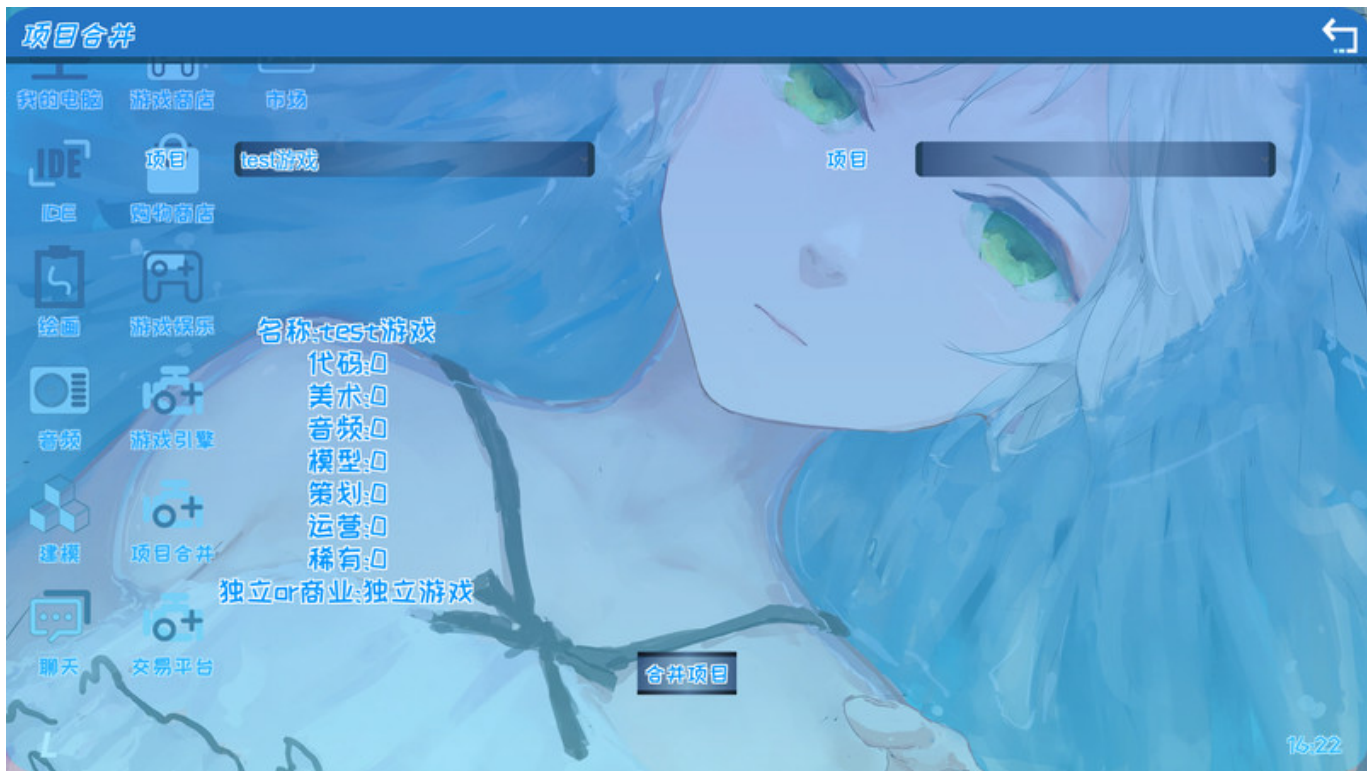 项目合并
我的电脑 游戏商店 市场
项目 test游戏 项目
IDE
IDE 购物商店
绘画 游戏娱乐
名称:test游戏
代码:0
美术:0
音频:0
音频 游戏引擎
模型:0
策划:0
运营:0
建模 项目合并
稀有:0
独立or商业:独立游戏
聊天 交易平台
合并项目
16:22